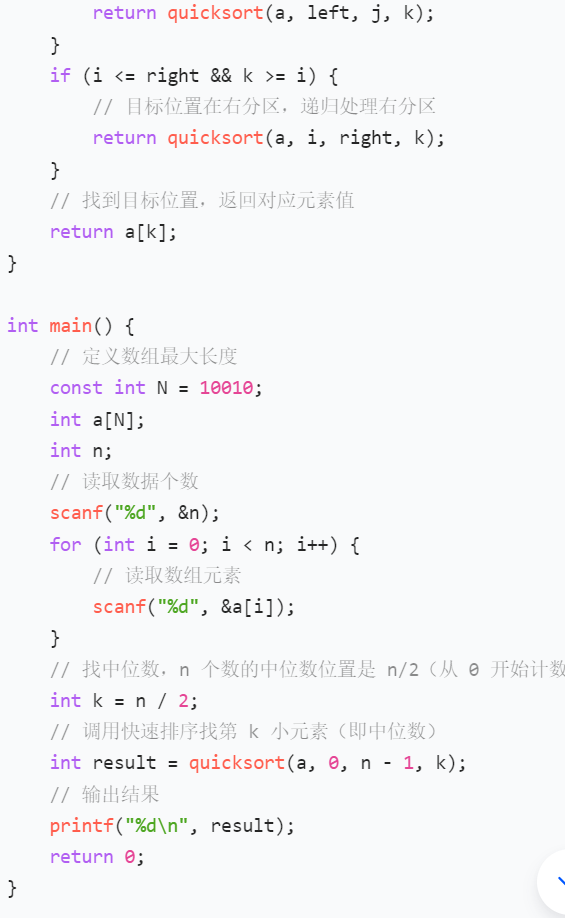 return quicksort(a, left, j, k);
    }
    if (i <= right && k >= i) {
        // 目标位置在右分区，递归处理右分区
        return quicksort(a, i, right, k);
    }
    // 找到目标位置，返回对应元素值
    return a[k];
}

int main() {
    // 定义数组最大长度
    const int N = 10010;
    int a[N];
    int n;
    // 读取数据个数
    scanf("%d", &n);
    for (int i = 0; i < n; i++) {
        // 读取数组元素
        scanf("%d", &a[i]);
    }
    // 找中位数，n 个数的中位数位置是 n/2（从 0 开始计数
    int k = n / 2;
    // 调用快速排序找第 k 小元素（即中位数）
    int result = quicksort(a, 0, n - 1, k);
    // 输出结果
    printf("%d\n", result);
    return 0;
}